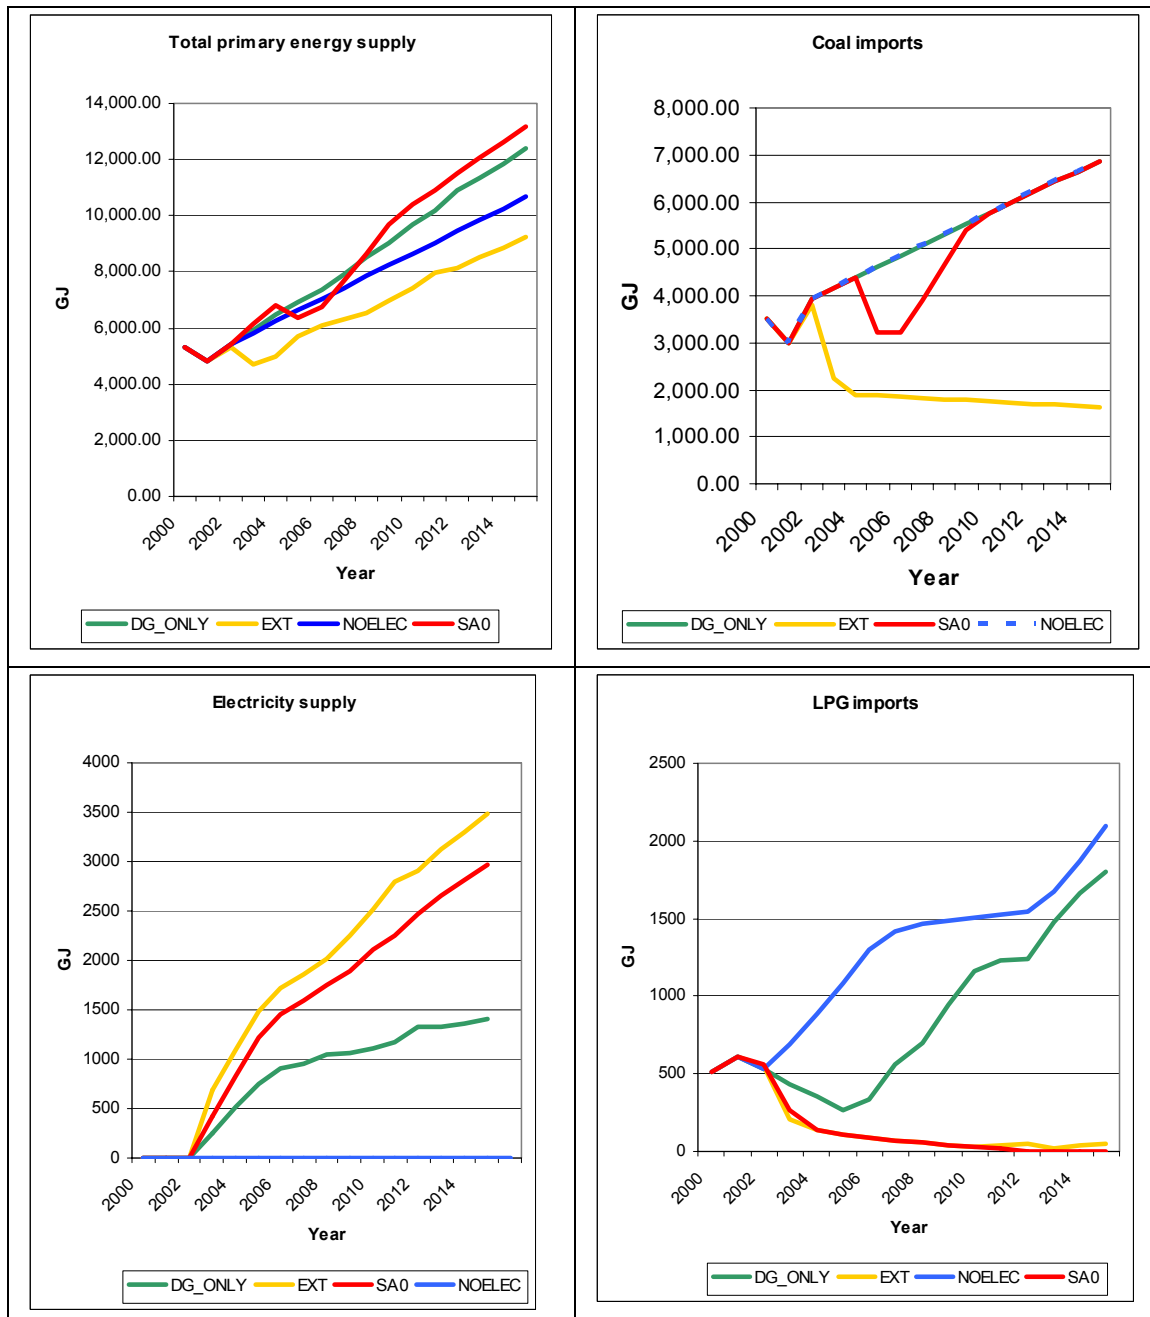 Total primary energy supply
14,000.00
12,000.00
10,000.00
8,000.00
6,000.00
4,000.00
2,000.00
0.00
GJ
2000 2002 2004 2006 2008 2010 2012 2014
Year
DG_ONLY EXT NOELEC SA0
Coal imports
8,000.00
7,000.00
6,000.00
5,000.00
4,000.00
3,000.00
2,000.00
1,000.00
0.00
GJ
2000 2002 2004 2006 2008 2010 2012 2014
Year
DG_ONLY EXT SA0 NOELEC
Electricity supply
4000
3500
3000
2500
2000
1500
1000
500
0
GJ
2000 2002 2004 2006 2008 2010 2012 2014
Year
DG_ONLY EXT SA0 NOELEC
LPG imports
2500
2000
1500
1000
500
0
GJ
2000 2002 2004 2006 2008 2010 2012 2014
Year
DG_ONLY EXT NOELEC SA0